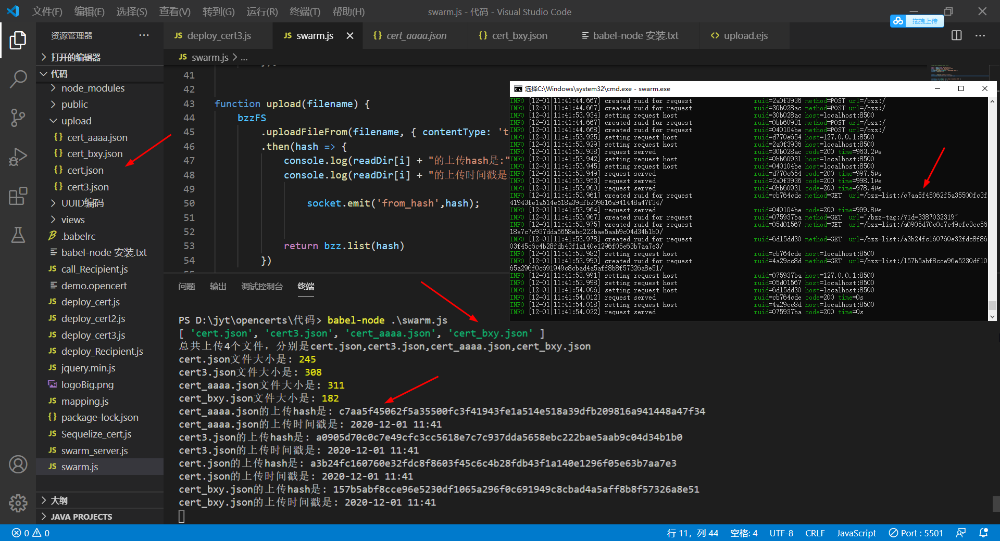 文件(F) 编辑(E) 选择(S) 查看(V) 转到(G) 运行(R) 终端(T) 帮助(H)
swarm.js - 代码 - Visual Studio Code
拖拽上传
资源管理器 ···
deploy_cert3.js
swarm.js
cert_aaaa.json
cert_bxy.json
babel-node 安装.txt
upload.ejs
打开的编辑器
代码
node_modules
public
upload
cert_aaaa.json
cert_bxy.json
cert.json
cert3.json
UUID编码
views
.babelrc
babel-node 安装.txt
call_Recipient.js
demo.opencert
deploy_cert.js
deploy_cert2.js
deploy_cert3.js
deploy_Recipient.js
jquery.min.js
logoBig.png
mapping.js
package-lock.json
Sequelize_cert.js
swarm_server.js
swarm.js
大纲
JAVA PROJECTS
swarm.js > ...
41
42
43 function upload(filename) {
44 bzzFS
45 .uploadFileFrom(filename, { contentType: 't
46 .then(hash => {
47 console.log(readDir[i] + "的上传hash是:"
48 console.log(readDir[i] + "的上传时间戳是
49
50 socket.emit('from_hash',hash);
51
52
53 return bzz.list(hash)
54 })
选择C:\Windows\system32\cmd.exe - swarm.exe
INFO [12-01|11:41:44.667] created ruid for request ruid=2a0f3936 method=POST url=/bzz:/
INFO [12-01|11:41:44.667] created ruid for request ruid=30b028ac method=POST url=/bzz:/
INFO [12-01|11:41:53.934] setting request host ruid=30b028ac host=localhost:8500
INFO [12-01|11:41:44.667] created ruid for request ruid=0bb60931 method=POST url=/bzz:/
INFO [12-01|11:41:44.668] created ruid for request ruid=040104be method=POST url=/bzz:/
INFO [12-01|11:41:53.925] setting request host ruid=d770e654 host=127.0.0.1:8500
INFO [12-01|11:41:53.929] setting request host ruid=2a0f3936 host=localhost:8500
INFO [12-01|11:41:53.938] request served ruid=30b028ac code=200 time=963.2µs
INFO [12-01|11:41:53.942] setting request host ruid=0bb60931 host=localhost:8500
INFO [12-01|11:41:53.945] setting request host ruid=040104be host=localhost:8500
INFO [12-01|11:41:53.949] request served ruid=d770e654 code=200 time=997.5µs
INFO [12-01|11:41:53.953] request served ruid=2a0f3936 code=200 time=998.1µs
INFO [12-01|11:41:53.960] request served ruid=0bb60931 code=200 time=978.4µs
INFO [12-01|11:41:53.961] created ruid for request ruid=cb764cde method=GET url=/bzz-list:/c7aa5f45062f5a35500fc3f
41943fe1a514e518a39dfb209816a941448a47f34/
INFO [12-01|11:41:53.964] request served ruid=040104be code=200 time=999.8µs
INFO [12-01|11:41:53.967] created ruid for request ruid=075937ba method=GET url="/bzz-tag:/?Id=3387032319"
INFO [12-01|11:41:53.975] created ruid for request ruid=05d01567 method=GET url=/bzz-list:/a0905d70c0c7e49cfc3cc56
18e7c7c937dda5658ebc222bae5aab9c04d34b1b0/
INFO [12-01|11:41:53.978] created ruid for request ruid=6d15dd30 method=GET url=/bzz-list:/a3b24fc160760e32fdc8f86
03f45c6c4b28fdb43f1a140e1296f05e63b7aa7e3/
INFO [12-01|11:41:53.982] setting request host ruid=cb764cde host=localhost:8500
INFO [12-01|11:41:53.990] created ruid for request ruid=4a29cc8d method=GET url=/bzz-list:/157b5abf8cce96e5230df10
65a296f0c691949c8cbad4a5aff8b8f57326a8e51/
INFO [12-01|11:41:53.991] setting request host ruid=075937ba host=127.0.0.1:8500
INFO [12-01|11:41:53.998] setting request host ruid=05d01567 host=localhost:8500
INFO [12-01|11:41:54.006] setting request host ruid=6d15dd30 host=localhost:8500
INFO [12-01|11:41:54.012] request served ruid=cb764cde code=200 time=0s
INFO [12-01|11:41:54.018] setting request host ruid=4a29cc8d host=localhost:8500
INFO [12-01|11:41:54.022] request served ruid=075937ba code=200 time=0s
问题 输出 调试控制台 终端
PS D:\jyt\opencerts\代码> babel-node .\swarm.js
[ 'cert.json', 'cert3.json', 'cert_aaaa.json', 'cert_bxy.json' ]
总共上传4个文件，分别是cert.json,cert3.json,cert_aaaa.json,cert_bxy.json
cert.json文件大小是: 245
cert3.json文件大小是: 308
cert_aaaa.json文件大小是: 311
cert_bxy.json文件大小是: 182
cert_aaaa.json的上传hash是: c7aa5f45062f5a35500fc3f41943fe1a514e518a39dfb209816a941448a47f34
cert_aaaa.json的上传时间戳是: 2020-12-01 11:41
cert3.json的上传hash是: a0905d70c0c7e49cfc3cc5618e7c7c937dda5658ebc222bae5aab9c04d34b1b0
cert3.json的上传时间戳是: 2020-12-01 11:41
cert.json的上传hash是: a3b24fc160760e32fdc8f8603f45c6c4b28fdb43f1a140e1296f05e63b7aa7e3
cert.json的上传时间戳是: 2020-12-01 11:41
cert_bxy.json的上传hash是: 157b5abf8cce96e5230df1065a296f0c691949c8cbad4a5aff8b8f57326a8e51
cert_bxy.json的上传时间戳是: 2020-12-01 11:41
0 0
行 11，列 44 空格: 4 UTF-8 CRLF JavaScript Port : 5501